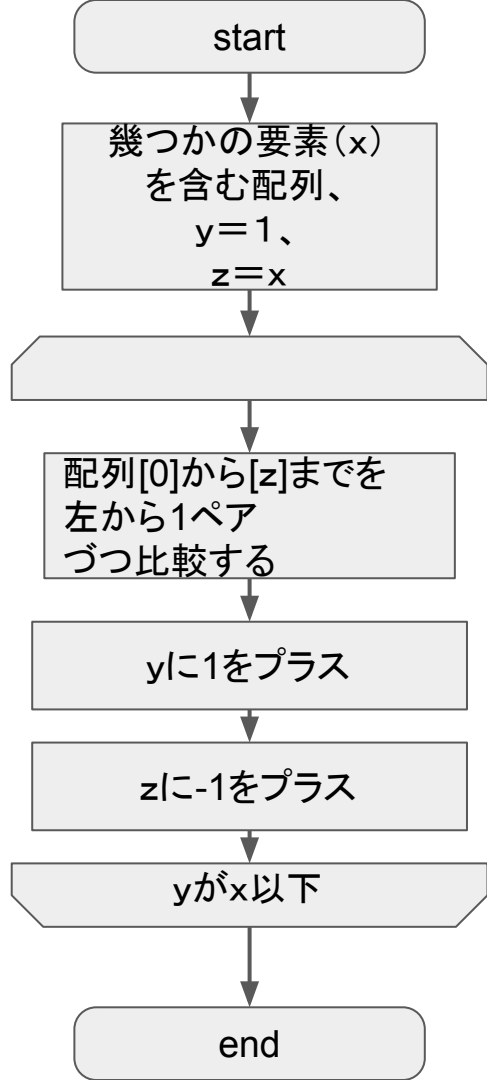 start
幾つかの要素（ｘ）
を含む配列、
ｙ＝１、
ｚ＝ｘ
配列[0]から[ｚ]までを
左から1ペア
づつ比較する
ｙに1をプラス
ｚに-1をプラス
ｙがｘ以下
end